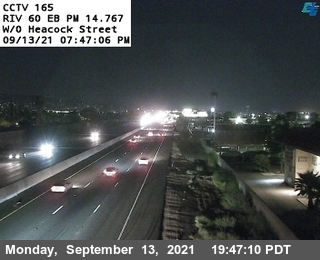 CCTV 165
RIV 60 EB PM 14.767
W/O Heacock Street
09/13/21 07:47:06 PM
Monday, September 13, 2021 19:47:10 PDT